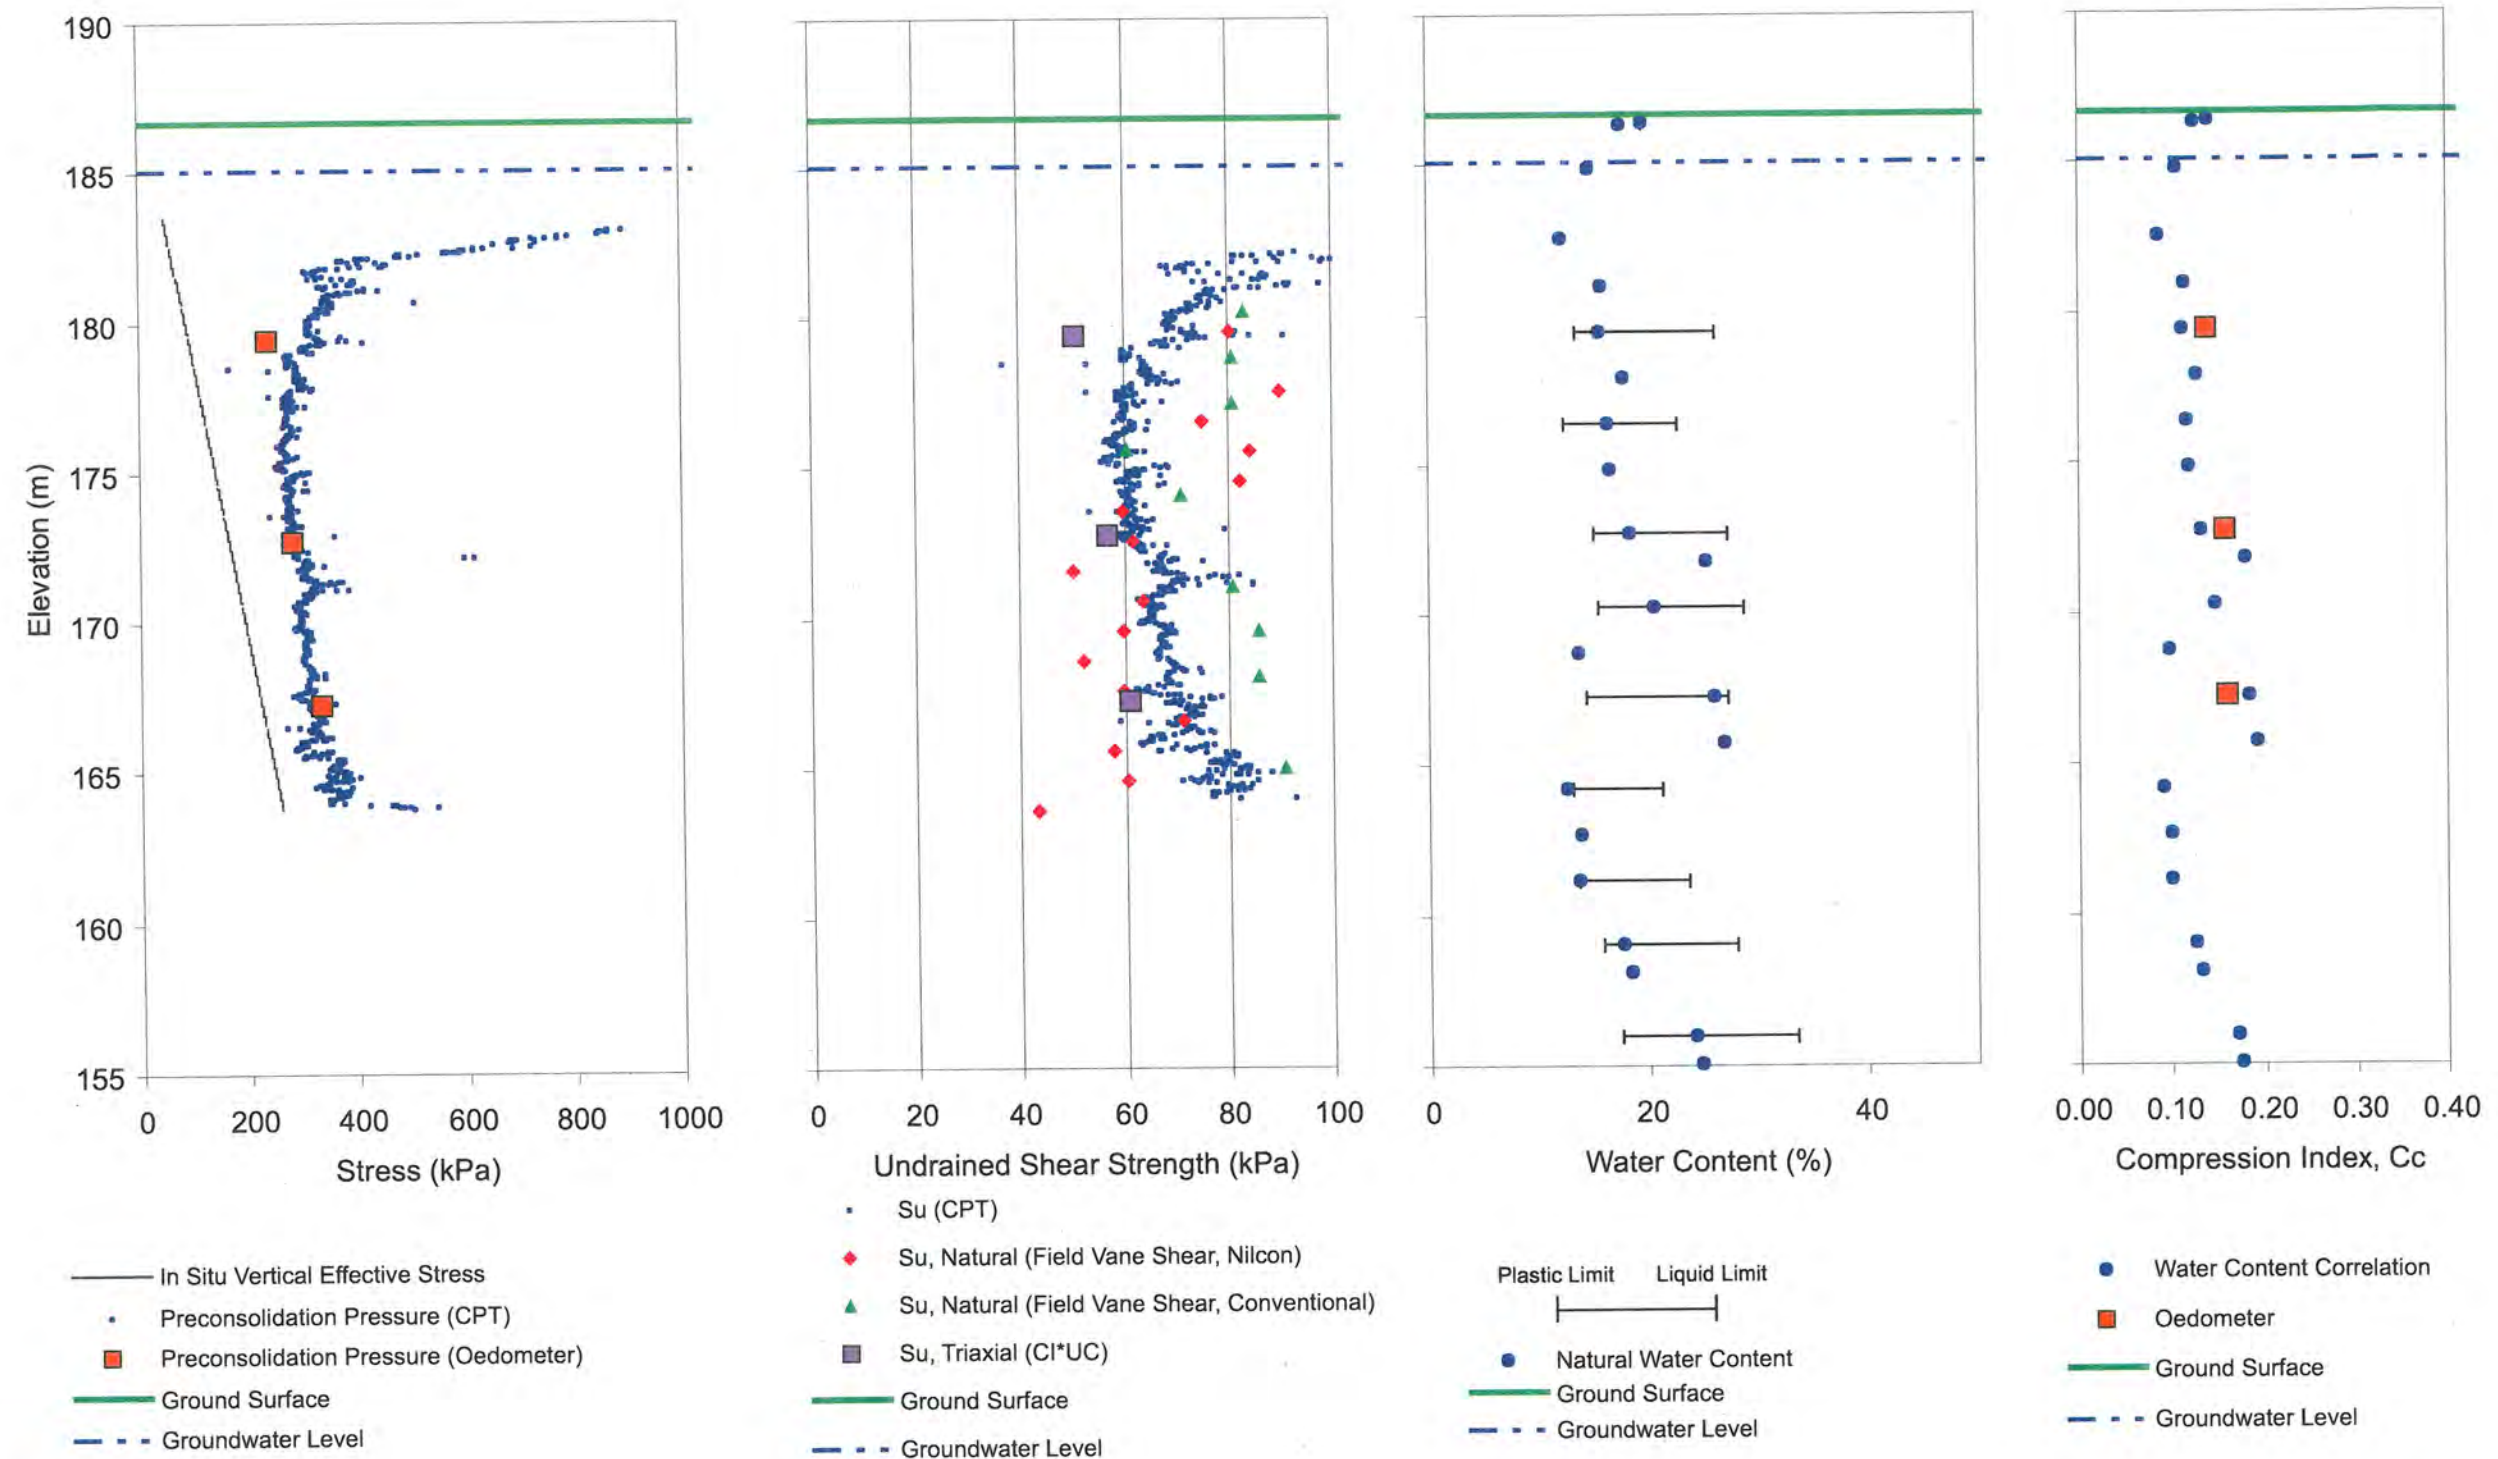 190
185
180
175
170
165
160
155
Elevation (m)
0 200 400 600 800 1000
Stress (kPa)
In Situ Vertical Effective Stress
Preconsolidation Pressure (CPT)
Preconsolidation Pressure (Oedometer)
Ground Surface
Groundwater Level
0 20 40 60 80 100
Undrained Shear Strength (kPa)
Su (CPT)
Su, Natural (Field Vane Shear, Nilcon)
Su, Natural (Field Vane Shear, Conventional)
Su, Triaxial (CI*UC)
Ground Surface
Groundwater Level
0 20 40
Water Content (%)
Plastic Limit Liquid Limit
Natural Water Content
Ground Surface
Groundwater Level
0.00 0.10 0.20 0.30 0.40
Compression Index, Cc
Water Content Correlation
Oedometer
Ground Surface
Groundwater Level